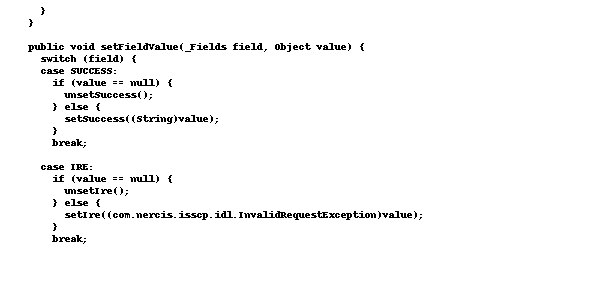 }
  }

  public void setFieldValue(_Fields field, Object value) {
    switch (field) {
    case SUCCESS:
      if (value == null) {
        unsetSuccess();
      } else {
        setSuccess((String)value);
      }
      break;

    case IRE:
      if (value == null) {
        unsetIre();
      } else {
        setIre((com.nercis.isscp.idl.InvalidRequestException)value);
      }
      break;